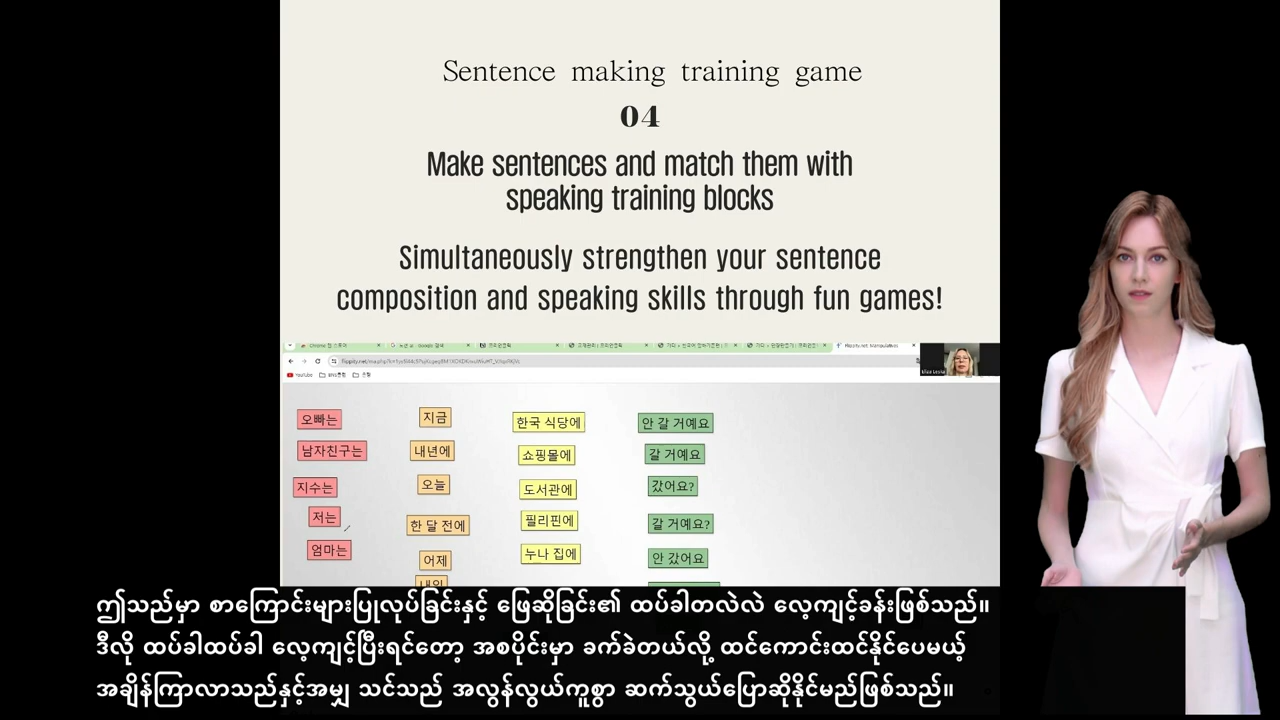 Sentence making training game
04
Make sentences and match them with
speaking training blocks
Simultaneously strengthen your sentence
composition and speaking skills through fun games!
YouTube
오빠는 지금 한국 식당에 안 갈 거예요
남자친구는 내년에 쇼핑몰에 갈 거예요
지수는 오늘 도서관에 갔어요?
저는 한 달 전에 필리핀에 갈 거예요?
엄마는 어제 누나 집에 안 갔어요
내일
ဤသည်မှာ စာကြောင်းများပြုလုပ်ခြင်းနှင့် ဖြေဆိုခြင်း၏ ထပ်ခါတလဲလဲ လေ့ကျင့်ခန်းဖြစ်သည်။
ဒီလို ထပ်ခါထပ်ခါ လေ့ကျင့်ပြီးရင်တော့ အစပိုင်းမှာ ခက်ခဲတယ်လို့ ထင်ကောင်းထင်နိုင်ပေမယ့်
အချိန်ကြာလာသည်နှင့်အမျှ သင်သည် အလွန်လွယ်ကူစွာ ဆက်သွယ်ပြောဆိုနိုင်မည်ဖြစ်သည်။